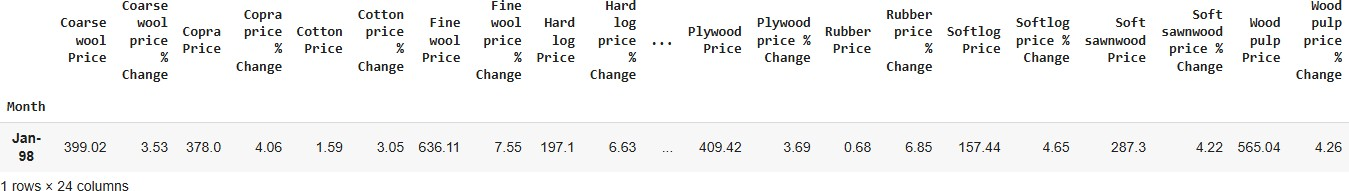 Coarse
wool
Price
Coarse
wool
price
%
Change
Copra
Price
Copra
price
%
Change
Cotton
Price
Cotton
price
%
Change
Fine
wool
Price
Fine
wool
price
%
Change
Hard
log
Price
Hard
log
price
%
Change
...
Plywood
Price
Plywood
price %
Change
Rubber
Price
Rubber
price
%
Change
Softlog
Price
Softlog
price %
Change
Soft
sawnwood
Price
Soft
sawnwood
price %
Change
Wood
pulp
Price
Wood
pulp
price
%
Change
Month
Jan-
98
399.02 3.53 378.0 4.06 1.59 3.05 636.11 7.55 197.1 6.63 ... 409.42 3.69 0.68 6.85 157.44 4.65 287.3 4.22 565.04 4.26
1 rows × 24 columns